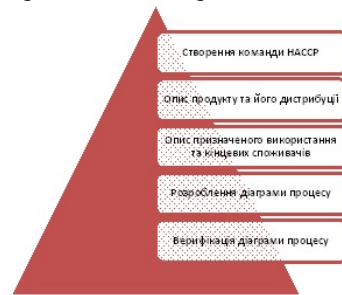 Створення команди НАССР
Опис продукту та його дистрибуції
Опис призначеного використання
та кінцевих споживачів
Розроблення діаграми процесу
Верифікація діаграми процесу